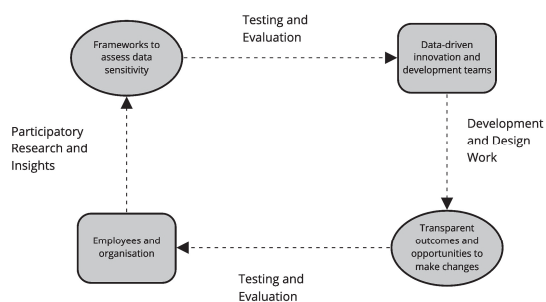 Testing and
Evaluation
Frameworks to
assess data
sensitivity
Data-driven
innovation and
development teams
Participatory
Research and
Insights
Development
and Design
Work
Employees and
organisation
Transparent
outcomes and
opportunities to
make changes
Testing and
Evaluation